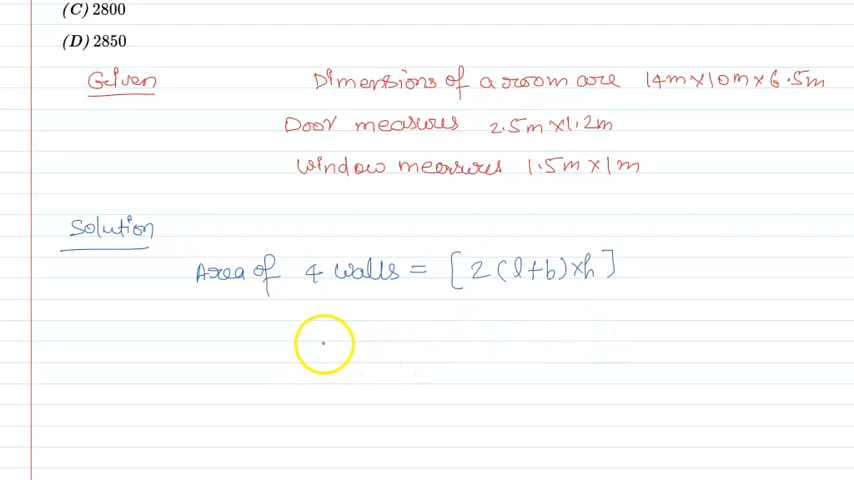 (C) 2800
(D) 2850
Given Dimensions of a room are 14m×10m×6.5m
Door measures 2.5m×1.2m
Window measures 1.5m×1m
Solution
Area of 4 walls = [2(l+b)×h]